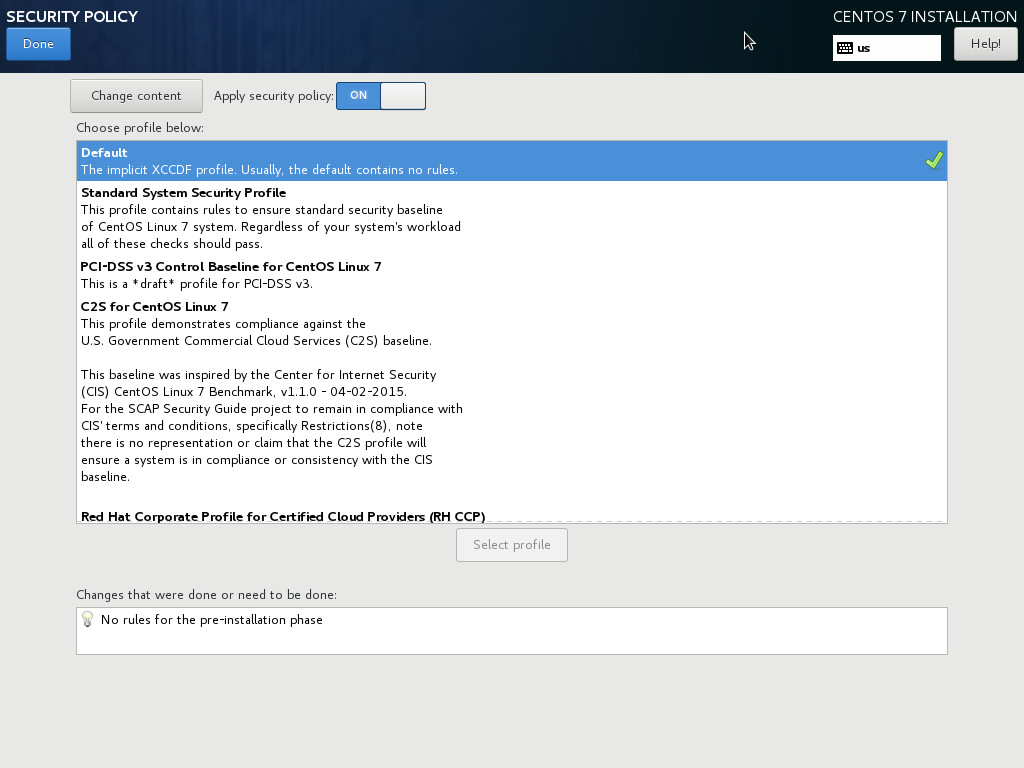 SECURITY POLICY
CENTOS 7 INSTALLATION
Done
us
Help!
Change content
Apply security policy:
ON
Choose profile below:
Default
The implicit XCCDF profile. Usually, the default contains no rules.
Standard System Security Profile
This profile contains rules to ensure standard security baseline
of CentOS Linux 7 system. Regardless of your system's workload
all of these checks should pass.
PCI-DSS v3 Control Baseline for CentOS Linux 7
This is a *draft* profile for PCI-DSS v3.
C2S for CentOS Linux 7
This profile demonstrates compliance against the
U.S. Government Commercial Cloud Services (C2S) baseline.
This baseline was inspired by the Center for Internet Security
(CIS) CentOS Linux 7 Benchmark, v1.1.0 - 04-02-2015.
For the SCAP Security Guide project to remain in compliance with
CIS' terms and conditions, specifically Restrictions(8), note
there is no representation or claim that the C2S profile will
ensure a system is in compliance or consistency with the CIS
baseline.
Red Hat Corporate Profile for Certified Cloud Providers (RH CCP)
Select profile
Changes that were done or need to be done:
No rules for the pre-installation phase